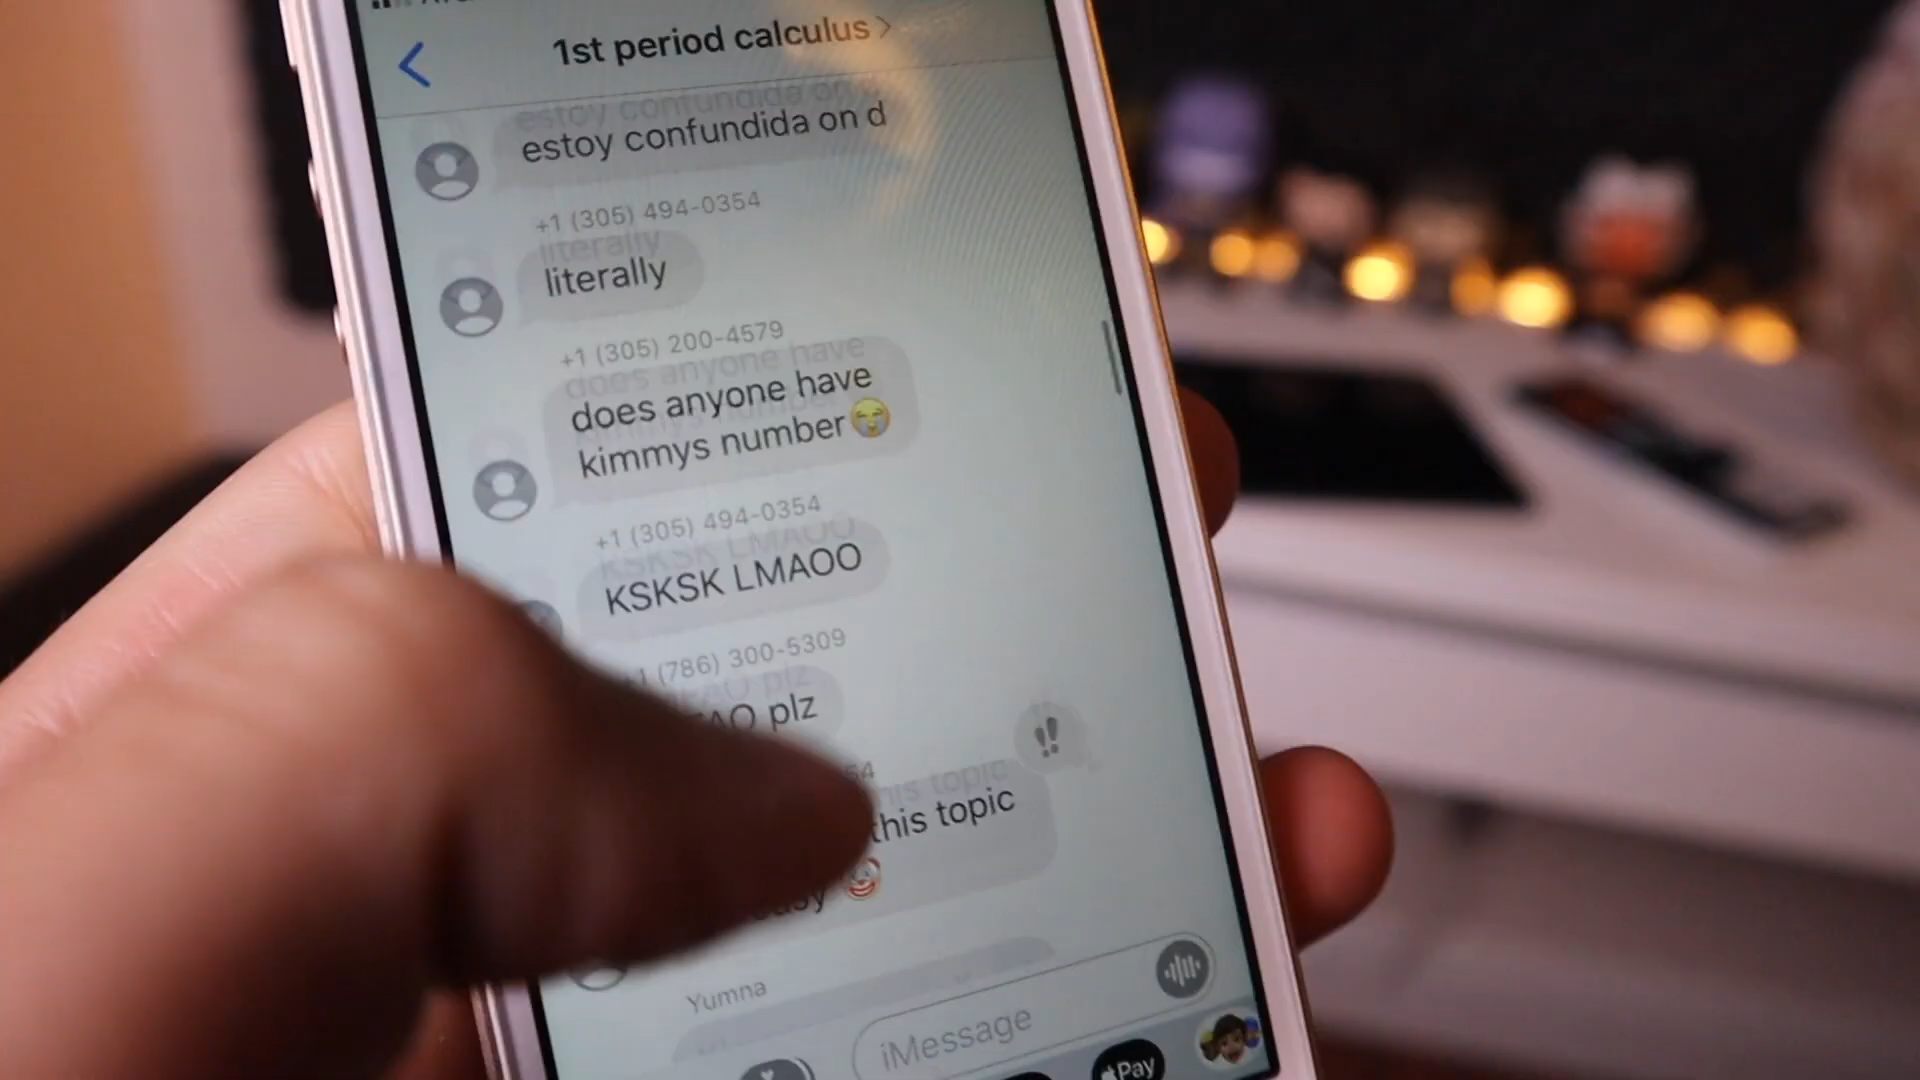 1st period calculus
estoy confundida on d
+1 (305) 494-0354
literally
+1 (305) 200-4579
does anyone have
kimmys number😭
+1 (305) 494-0354
KSKSK LMAOO
(786) 300-5309
plz
54
this topic
🤡
Yumna
iMessage
Pay